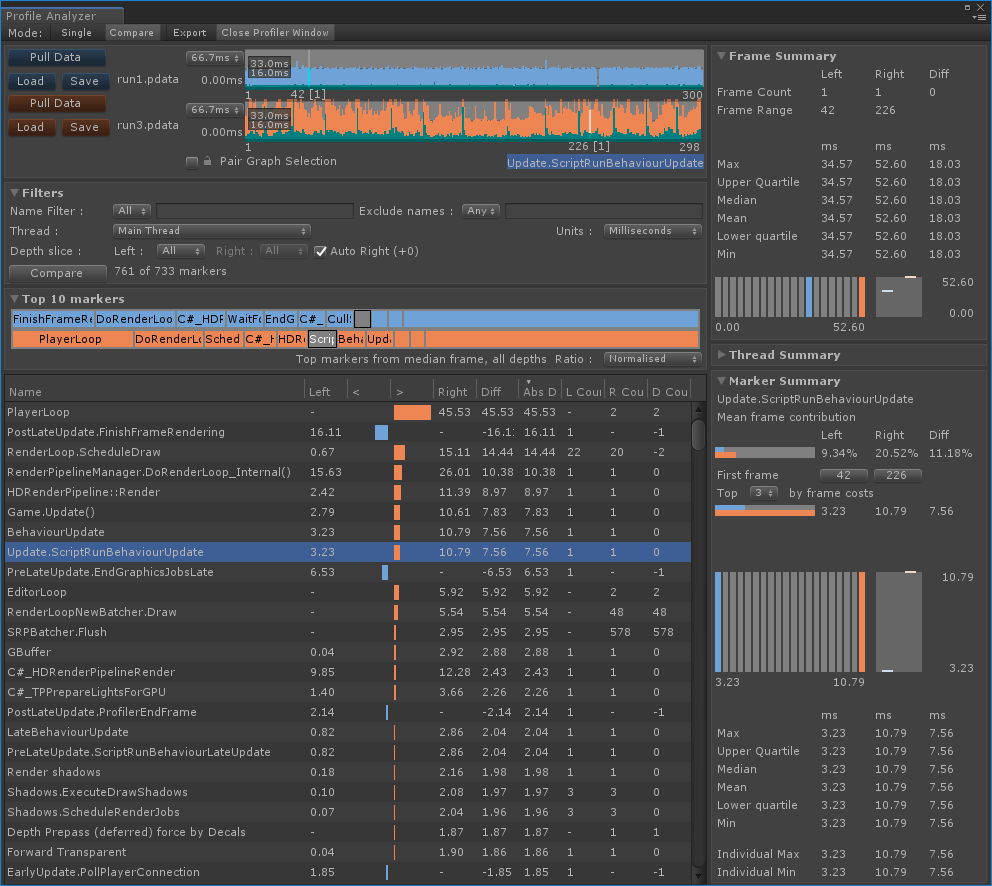 Profile Analyzer
Mode: Single Compare Export Close Profiler Window
Pull Data
Load Save run1.pdata
66.7ms
0.00ms
33.0ms
16.0ms
1 42 [1] 300
Pull Data
Load Save run3.pdata
66.7ms
0.00ms
33.0ms
16.0ms
1 226 [1] 298
Pair Graph Selection Update.ScriptRunBehaviourUpdate
Filters
Name Filter : All Exclude names : Any
Thread : Main Thread Units : Milliseconds
Depth slice : Left : All Right : All Auto Right (+0)
Compare 761 of 733 markers
Top 10 markers
FinishFrameRe DoRenderLoo C#_HDR WaitFo EndG C#_ Cull
PlayerLoop DoRenderLo Sched C#_H HDR Scrip Beha Upd
Top markers from median frame, all depths Ratio : Normalised
Name Left < > Right Diff Abs D L Cour R Cou D Cou
PlayerLoop - 45.53 45.53 45.53 - 2 2
PostLateUpdate.FinishFrameRendering 16.11 - -16.1 16.11 1 - -1
RenderLoop.ScheduleDraw 0.67 15.11 14.44 14.44 22 20 -2
RenderPipelineManager.DoRenderLoop_Internal() 15.63 26.01 10.38 10.38 1 1 0
HDRenderPipeline::Render 2.42 11.39 8.97 8.97 1 1 0
Game.Update() 2.79 10.61 7.83 7.83 1 1 0
BehaviourUpdate 3.23 10.79 7.56 7.56 1 1 0
Update.ScriptRunBehaviourUpdate 3.23 10.79 7.56 7.56 1 1 0
PreLateUpdate.EndGraphicsJobsLate 6.53 - -6.53 6.53 1 - -1
EditorLoop - 5.92 5.92 5.92 - 2 2
RenderLoopNewBatcher.Draw - 5.54 5.54 5.54 - 48 48
SRPBatcher.Flush - 2.95 2.95 2.95 - 578 578
GBuffer 0.04 2.92 2.88 2.88 1 1 0
C#_HDRenderPipelineRender 9.85 12.28 2.43 2.43 1 1 0
C#_TPPrepareLightsForGPU 1.40 3.66 2.26 2.26 1 1 0
PostLateUpdate.ProfilerEndFrame 2.14 - -2.14 2.14 1 - -1
LateBehaviourUpdate 0.82 2.86 2.04 2.04 1 1 0
PreLateUpdate.ScriptRunBehaviourLateUpdate 0.82 2.86 2.04 2.04 1 1 0
Render shadows 0.18 2.16 1.98 1.98 1 1 0
Shadows.ExecuteDrawShadows 0.10 2.08 1.97 1.97 3 3 0
Shadows.ScheduleRenderJobs 0.07 2.04 1.96 1.96 3 3 0
Depth Prepass (deferred) force by Decals - 1.87 1.87 1.87 - 1 1
Forward Transparent 0.04 1.90 1.86 1.86 1 1 0
EarlyUpdate.PollPlayerConnection 1.85 - -1.85 1.85 1 - -1
Frame Summary
Left Right Diff
Frame Count 1 1 0
Frame Range 42 226
ms ms ms
Max 34.57 52.60 18.03
Upper Quartile 34.57 52.60 18.03
Median 34.57 52.60 18.03
Mean 34.57 52.60 18.03
Lower quartile 34.57 52.60 18.03
Min 34.57 52.60 18.03
52.60
0.00
0.00 52.60
Thread Summary
Marker Summary
Update.ScriptRunBehaviourUpdate
Mean frame contribution
Left Right Diff
9.34% 20.52% 11.18%
First frame 42 226
Top 3 by frame costs
3.23 10.79 7.56
10.79
3.23
3.23 10.79
ms ms ms
Max 3.23 10.79 7.56
Upper Quartile 3.23 10.79 7.56
Median 3.23 10.79 7.56
Mean 3.23 10.79 7.56
Lower quartile 3.23 10.79 7.56
Min 3.23 10.79 7.56
Individual Max 3.23 10.79 7.56
Individual Min 3.23 10.79 7.56